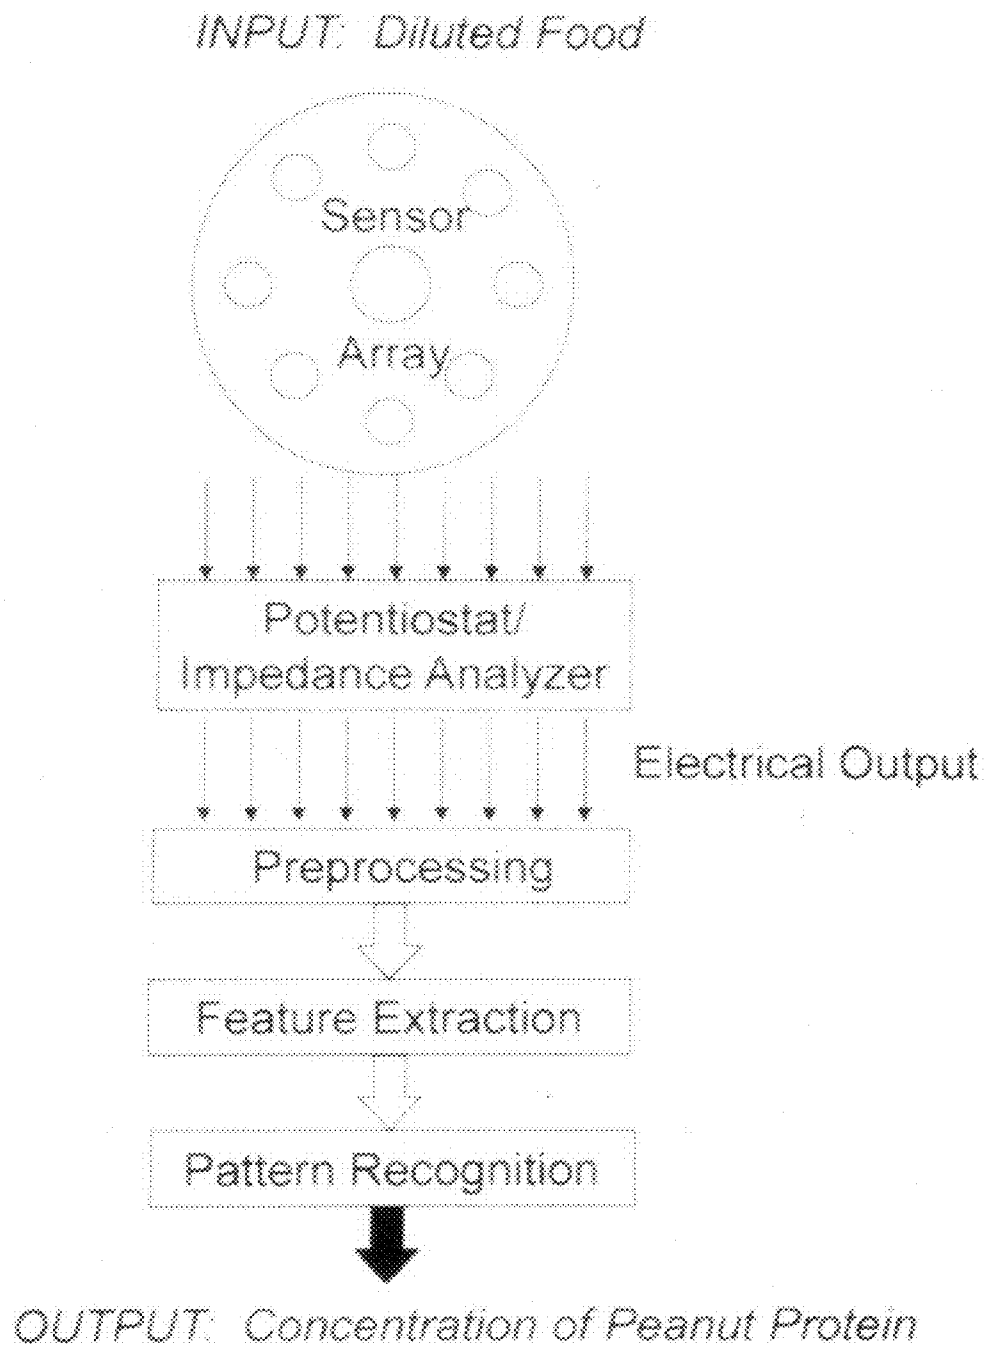 INPUT: Diluted Food
Sensor
Array
Potentiostat/
Impedance Analyzer
Electrical Output
Preprocessing
Feature Extraction
Pattern Recognition
OUTPUT: Concentration of Peanut Protein